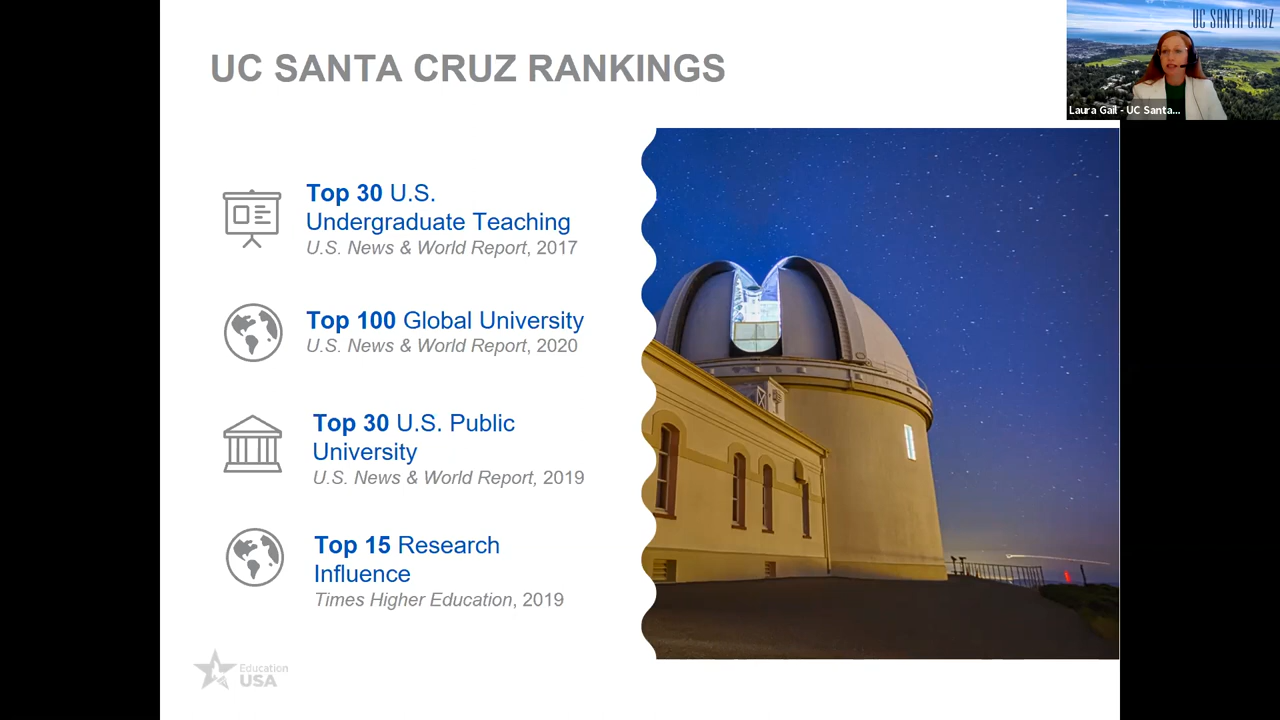 UC SANTA CRUZ RANKINGS
UC SANTA CRUZ
Laura Gail - UC Santa...
Top 30 U.S.
Undergraduate Teaching
U.S. News & World Report, 2017
Top 100 Global University
U.S. News & World Report, 2020
Top 30 U.S. Public
University
U.S. News & World Report, 2019
Top 15 Research
Influence
Times Higher Education, 2019
Education
USA